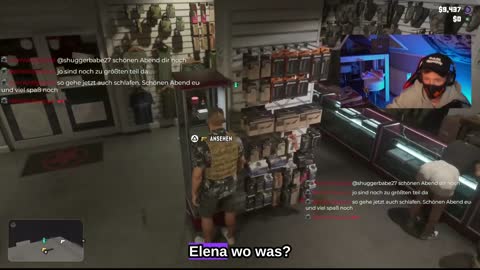 $9,437
$0
@shuggerbabe27 schönen Abend dir noch
jo sind noch zu größten teil da
so gehe jetzt auch schlafen. Schönen Abend eu
und viel spaß noch
ANSEHEN
@shuggerbabe27 schönen Abend dir noch
jo sind noch zu größten teil da
so gehe jetzt auch schlafen. Schönen Abend eu
und viel spaß noch
Elena wo was?